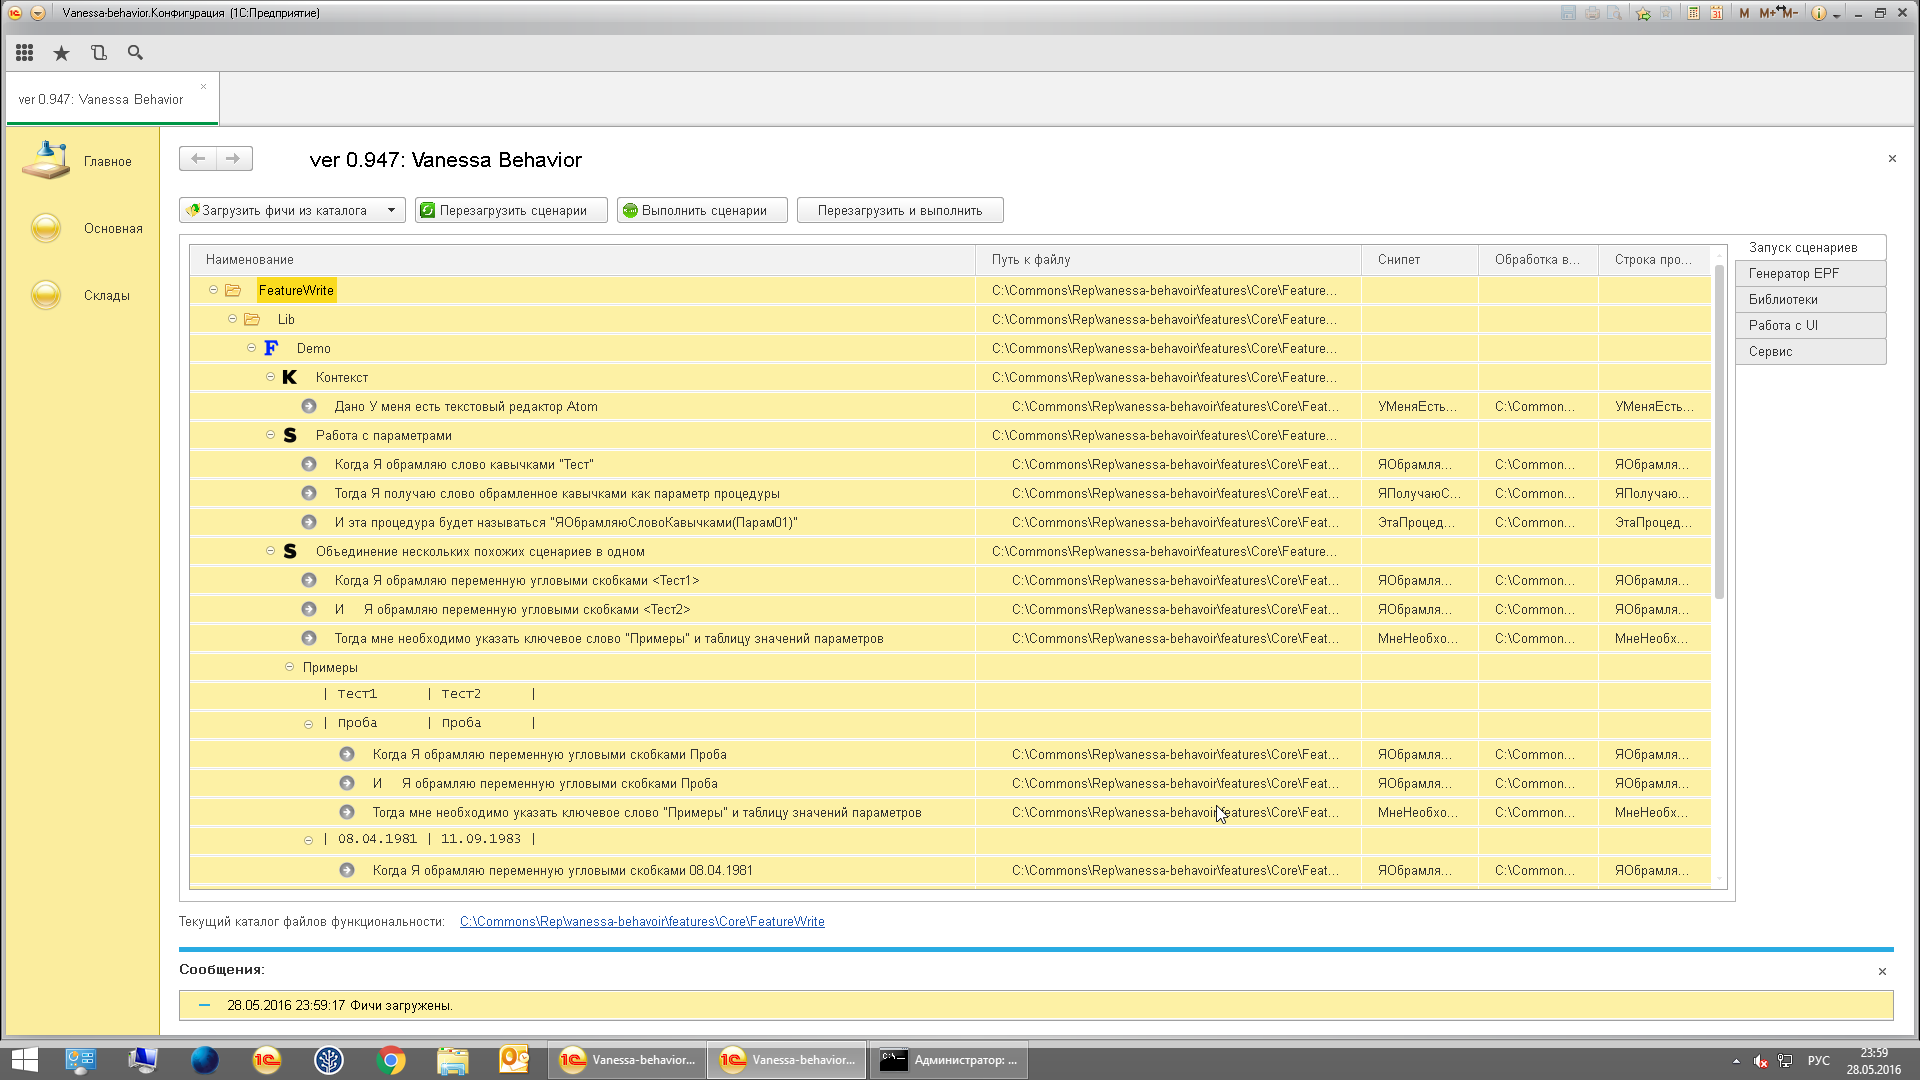 Vanessa-behavior.Конфигурация (1С:Предприятие)
M M+ M-
ver 0.947: Vanessa Behavior
Главное
Основная
Склады
ver 0.947: Vanessa Behavior
Загрузить фичи из каталога
Перезагрузить сценарии
Выполнить сценарии
Перезагрузить и выполнить
Наименование Путь к файлу Снипет Обработка в... Строка про...
FeatureWrite C:\Commons\Rep\vanessa-behavoir\features\Core\Feature...
Lib C:\Commons\Rep\vanessa-behavoir\features\Core\Feature...
F Demo C:\Commons\Rep\vanessa-behavoir\features\Core\Feature...
K Контекст C:\Commons\Rep\vanessa-behavoir\features\Core\Feature...
Дано У меня есть текстовый редактор Atom C:\Commons\Rep\vanessa-behavoir\features\Core\Feat... УМеняЕсть... C:\Common... УМеняЕсть...
S Работа с параметрами C:\Commons\Rep\vanessa-behavoir\features\Core\Feature...
Когда Я обрамляю слово кавычками "Тест" C:\Commons\Rep\vanessa-behavoir\features\Core\Feat... ЯОбрамля... C:\Common... ЯОбрамля...
Тогда Я получаю слово обрамленное кавычками как параметр процедуры C:\Commons\Rep\vanessa-behavoir\features\Core\Feat... ЯПолучаюС... C:\Common... ЯПолучаю...
И эта процедура будет называться "ЯОбрамляюСловоКавычками(Парам01)" C:\Commons\Rep\vanessa-behavoir\features\Core\Feat... ЭтаПроцед... C:\Common... ЭтаПроцед...
S Объединение нескольких похожих сценариев в одном C:\Commons\Rep\vanessa-behavoir\features\Core\Feature...
Когда Я обрамляю переменную угловыми скобками <Тест1> C:\Commons\Rep\vanessa-behavoir\features\Core\Feat... ЯОбрамля... C:\Common... ЯОбрамля...
И Я обрамляю переменную угловыми скобками <Тест2> C:\Commons\Rep\vanessa-behavoir\features\Core\Feat... ЯОбрамля... C:\Common... ЯОбрамля...
Тогда мне необходимо указать ключевое слово "Примеры" и таблицу значений параметров C:\Commons\Rep\vanessa-behavoir\features\Core\Feat... МнеНеобхо... C:\Common... МнеНеобх...
Примеры
| Тест1 | Тест2 |
| Проба | Проба |
Когда Я обрамляю переменную угловыми скобками Проба C:\Commons\Rep\vanessa-behavoir\features\Core\Feat... ЯОбрамля... C:\Common... ЯОбрамля...
И Я обрамляю переменную угловыми скобками Проба C:\Commons\Rep\vanessa-behavoir\features\Core\Feat... ЯОбрамля... C:\Common... ЯОбрамля...
Тогда мне необходимо указать ключевое слово "Примеры" и таблицу значений параметров C:\Commons\Rep\vanessa-behavoir\features\Core\Feat... МнеНеобхо... C:\Common... МнеНеобх...
| 08.04.1981 | 11.09.1983 |
Когда Я обрамляю переменную угловыми скобками 08.04.1981 C:\Commons\Rep\vanessa-behavoir\features\Core\Feat... ЯОбрамля... C:\Common... ЯОбрамля...
Запуск сценариев
Генератор EPF
Библиотеки
Работа с UI
Сервис
Текущий каталог файлов функциональности: C:\Commons\Rep\vanessa-behavoir\features\Core\FeatureWrite
Сообщения:
28.05.2016 23:59:17 Фичи загружены.
Vanessa-behavior...
Vanessa-behavior...
Администратор: ...
РУС
23:59
28.05.2016